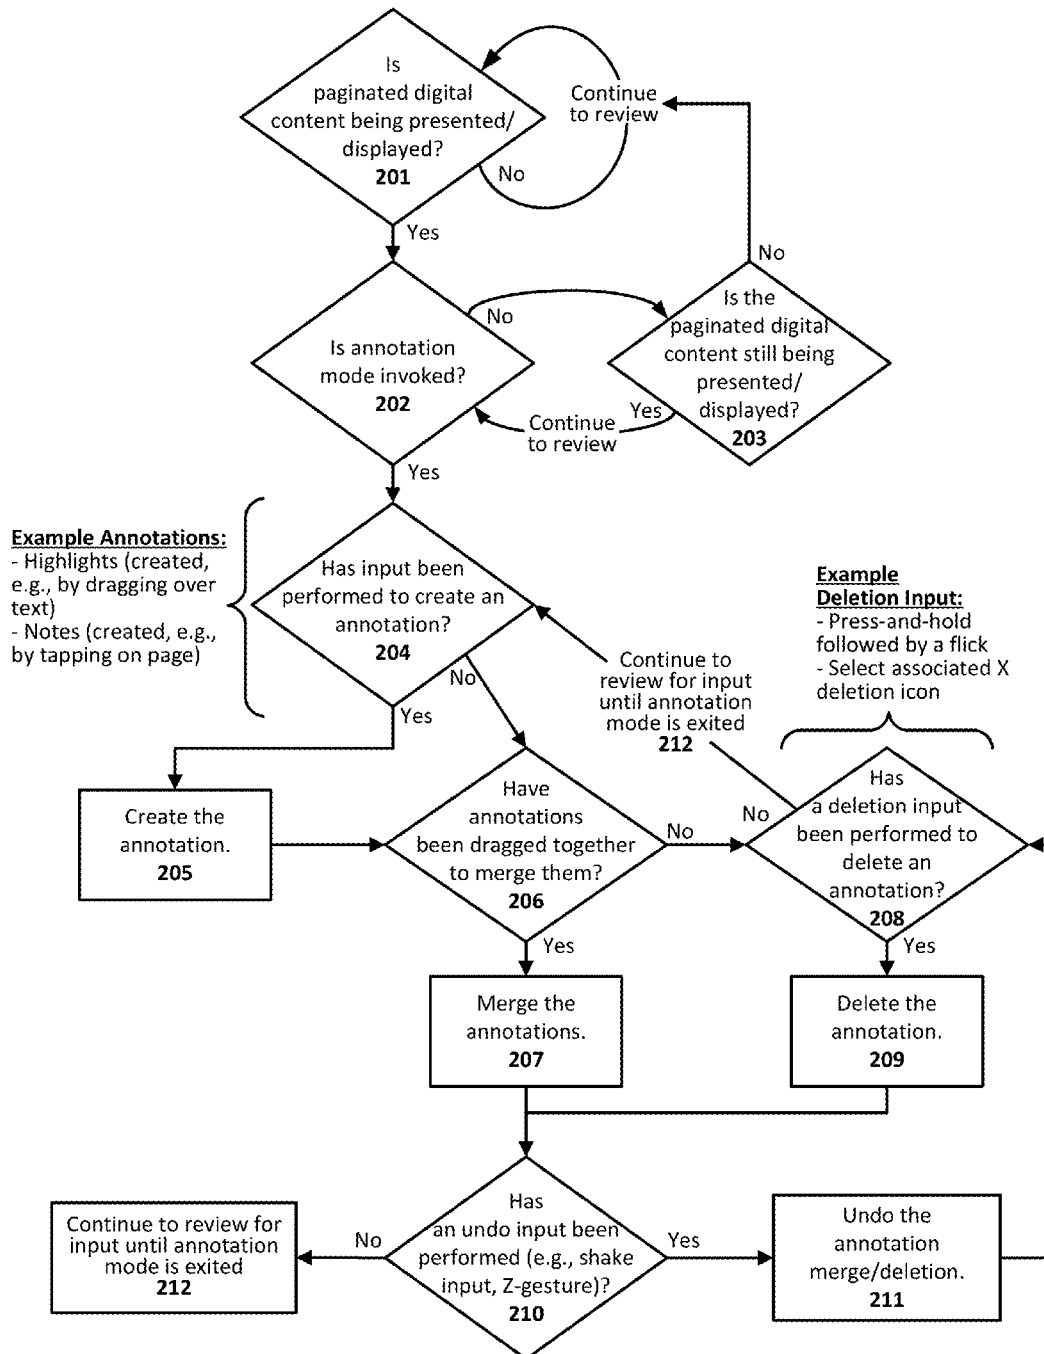 Is
paginated digital
content being presented/
displayed?
201
Continue
to review
No
Yes
No
Is annotation
mode invoked?
202
No
Is the
paginated digital
content still being
presented/
displayed?
203
Yes
Continue
to review
Yes
Example Annotations:
- Highlights (created,
e.g., by dragging over
text)
- Notes (created, e.g.,
by tapping on page)
Has input been
performed to create an
annotation?
204
No
Yes
Example
Deletion Input:
- Press-and-hold
followed by a flick
- Select associated X
deletion icon
Continue to
review for input
until annotation
mode is exited
212
Create the
annotation.
205
Have
annotations
been dragged together
to merge them?
206
No
Yes
No
Has
a deletion input
been performed to
delete an
annotation?
208
Yes
Merge the
annotations.
207
Delete the
annotation.
209
Continue to review for
input until annotation
mode is exited
212
No
Has
an undo input been
performed (e.g., shake
input, Z-gesture)?
210
Yes
Undo the
annotation
merge/deletion.
211